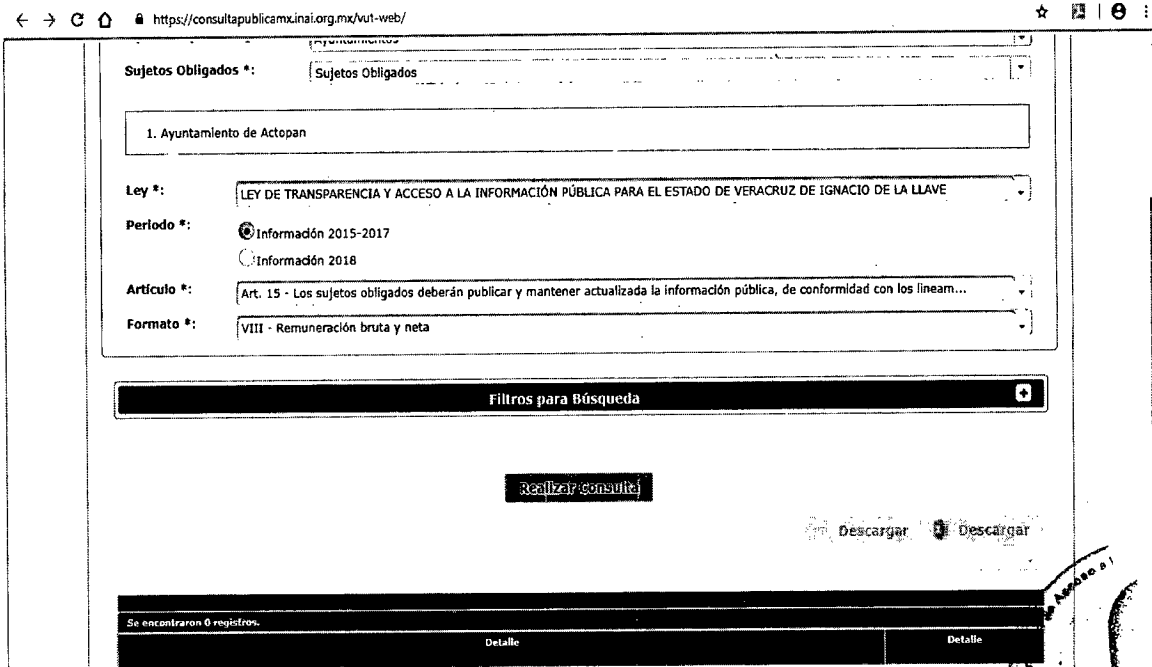 https://consultapublicamx.inai.org.mx/vut-web/
Ayuntamientos
Sujetos Obligados *: Sujetos Obligados
1. Ayuntamiento de Actopan
Ley *: LEY DE TRANSPARENCIA Y ACCESO A LA INFORMACIÓN PÚBLICA PARA EL ESTADO DE VERACRUZ DE IGNACIO DE LA LLAVE
Periodo *: Información 2015-2017
Información 2018
Artículo *: Art. 15 - Los sujetos obligados deberán publicar y mantener actualizada la información pública, de conformidad con los lineam...
Formato *: VIII - Remuneración bruta y neta
Filtros para Búsqueda
Realizar Consulta
Descargar Descargar
Se encontraron 0 registros.
Detalle Detalle